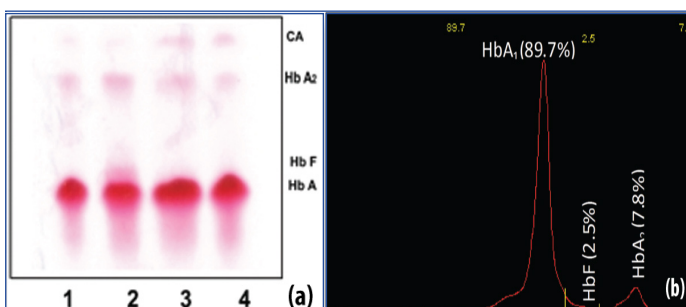 CA
Hb A2
Hb F
Hb A
1 2 3 4 (a)
89.7 2.5 7.
HbA₁(89.7%)
HbF (2.5%)
HbA₂ (7.8%)
(b)